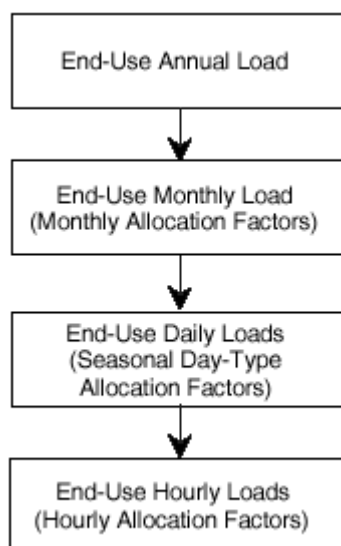 End-Use Annual Load
End-Use Monthly Load
(Monthly Allocation Factors)
End-Use Daily Loads
(Seasonal Day-Type
Allocation Factors)
End-Use Hourly Loads
(Hourly Allocation Factors)